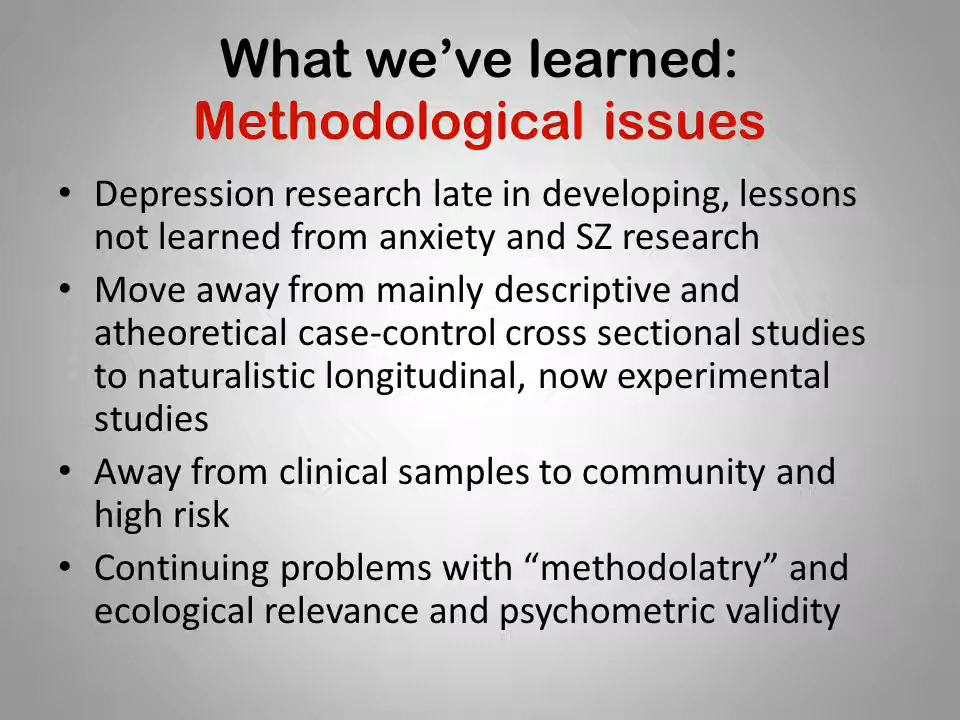 What we’ve learned:
Methodological issues
• Depression research late in developing, lessons
not learned from anxiety and SZ research
• Move away from mainly descriptive and
atheoretical case-control cross sectional studies
to naturalistic longitudinal, now experimental
studies
• Away from clinical samples to community and
high risk
• Continuing problems with “methodolatry” and
ecological relevance and psychometric validity